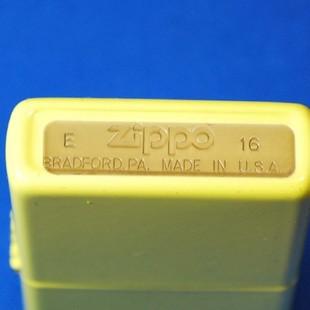 E zippo 16
BRADFORD, PA. MADE IN U.S.A.